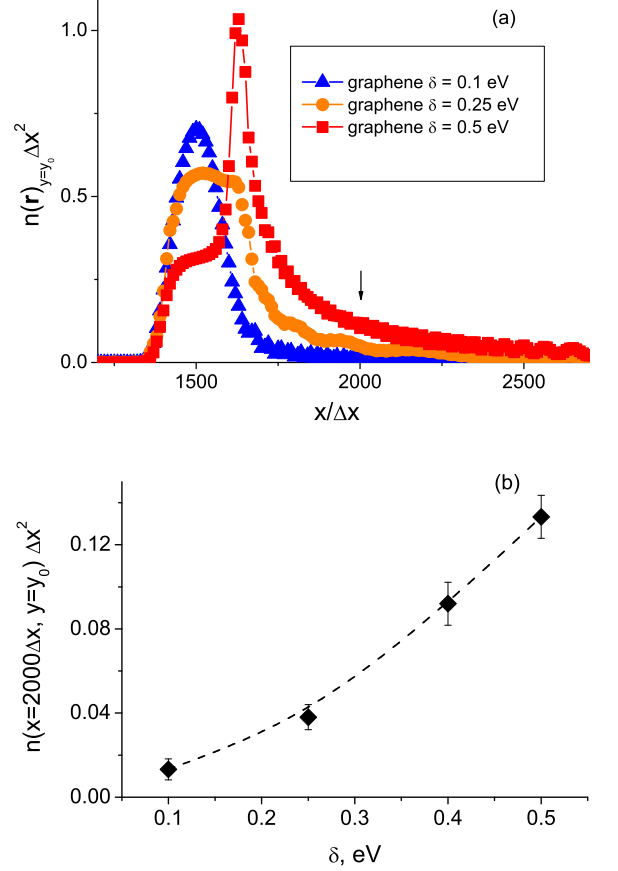 (a)
1.0
0.5
0.0
n(r)y=y₀ Δx²
graphene δ = 0.1 eV
graphene δ = 0.25 eV
graphene δ = 0.5 eV
1500 2000 2500
x/Δx
(b)
0.12
0.08
0.04
0.00
n(x=2000Δx, y=y₀) Δx²
0.1 0.2 0.3 0.4 0.5
δ, eV